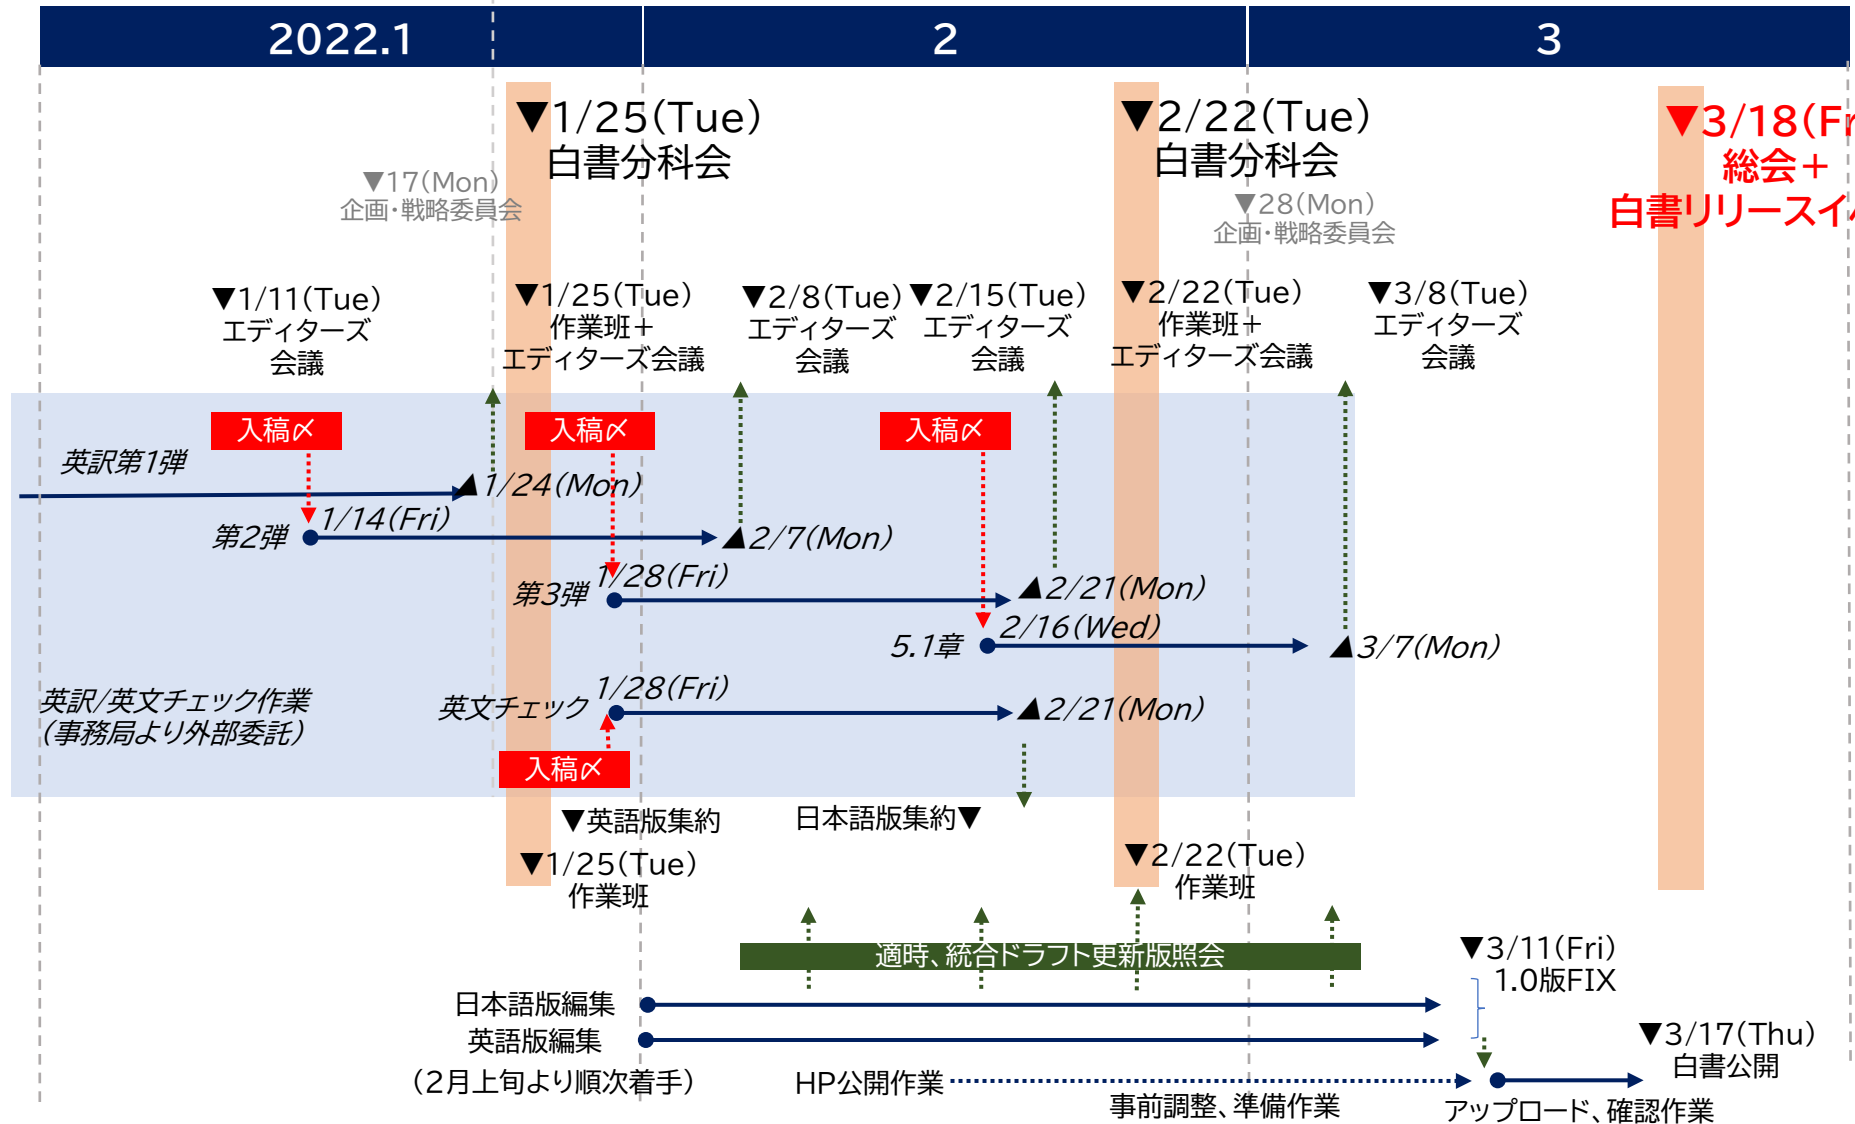 2022.1
2
3
▼1/25(Tue)
白書分科会
▼2/22(Tue)
白書分科会
▼3/18(Fr
総会＋
白書リリースイ
▼17(Mon)
企画・戦略委員会
▼28(Mon)
企画・戦略委員会
▼1/11(Tue)
エディターズ
会議
▼1/25(Tue)
作業班＋
エディターズ会議
▼2/8(Tue)
エディターズ
会議
▼2/15(Tue)
エディターズ
会議
▼2/22(Tue)
作業班＋
エディターズ会議
▼3/8(Tue)
エディターズ
会議
入稿〆
入稿〆
入稿〆
英訳第1弾
▲1/24(Mon)
第2弾
1/14(Fri)
▲2/7(Mon)
第3弾
1/28(Fri)
▲2/21(Mon)
5.1章
2/16(Wed)
▲3/7(Mon)
英訳/英文チェック作業
（事務局より外部委託）
英文チェック
1/28(Fri)
▲2/21(Mon)
入稿〆
▼英語版集約
日本語版集約▼
▼1/25(Tue)
作業班
▼2/22(Tue)
作業班
適時、統合ドラフト更新版照会
▼3/11(Fri)
1.0版FIX
日本語版編集
英語版編集
（2月上旬より順次着手）
HP公開作業
事前調整、準備作業
▼3/17(Thu)
白書公開
アップロード、確認作業